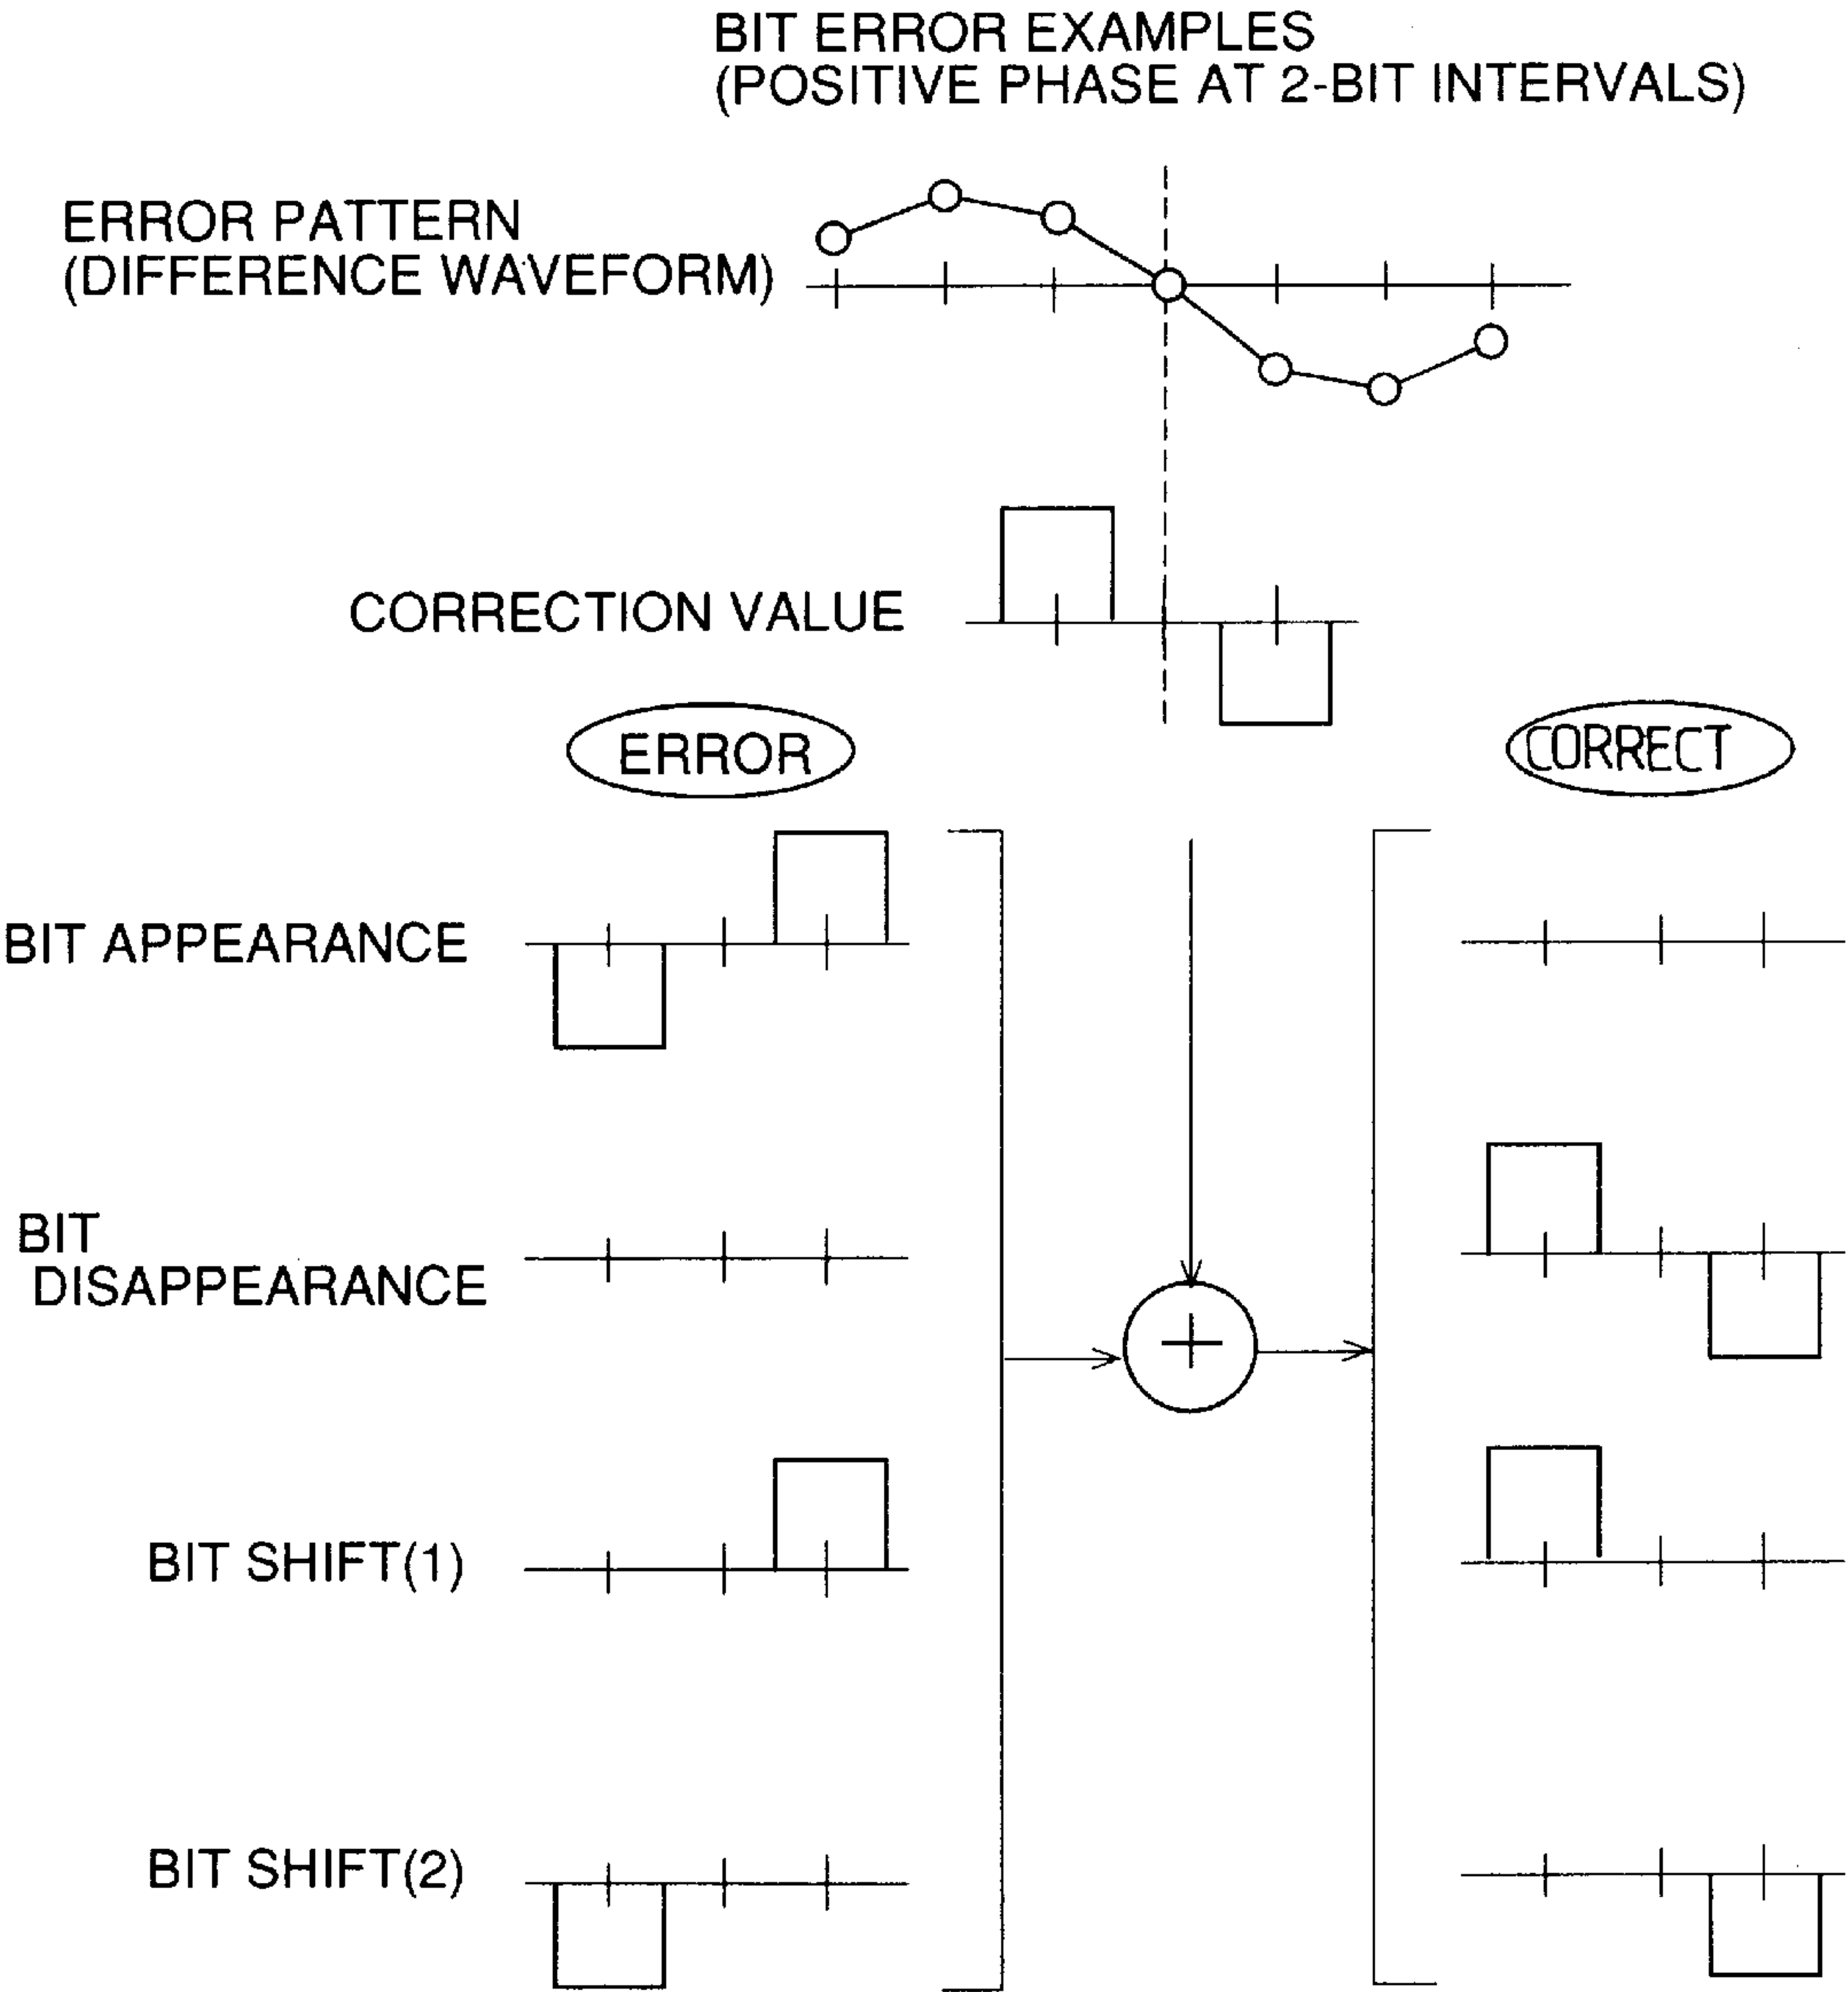 BIT ERROR EXAMPLES
(POSITIVE PHASE AT 2-BIT INTERVALS)
ERROR PATTERN
(DIFFERENCE WAVEFORM)
CORRECTION VALUE
ERROR
CORRECT
BIT APPEARANCE
BIT
DISAPPEARANCE
+
BIT SHIFT(1)
BIT SHIFT(2)